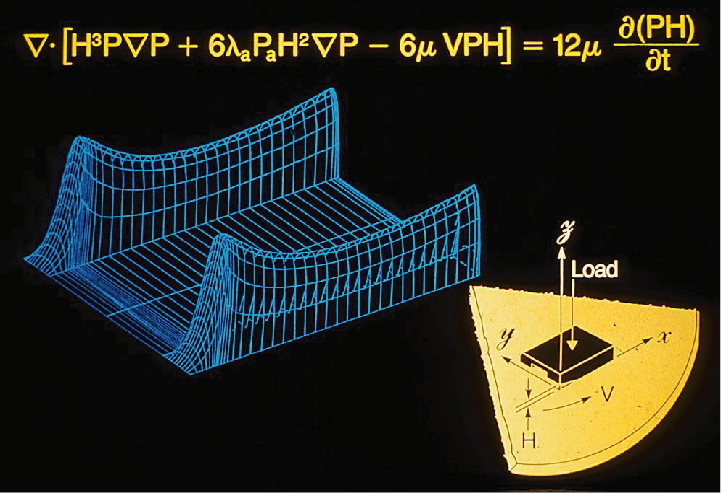 ∇·[H³P∇P + 6λₐPₐH²∇P − 6μ VPH] = 12μ ∂(PH)/∂t
z
Load
y
x
V
H